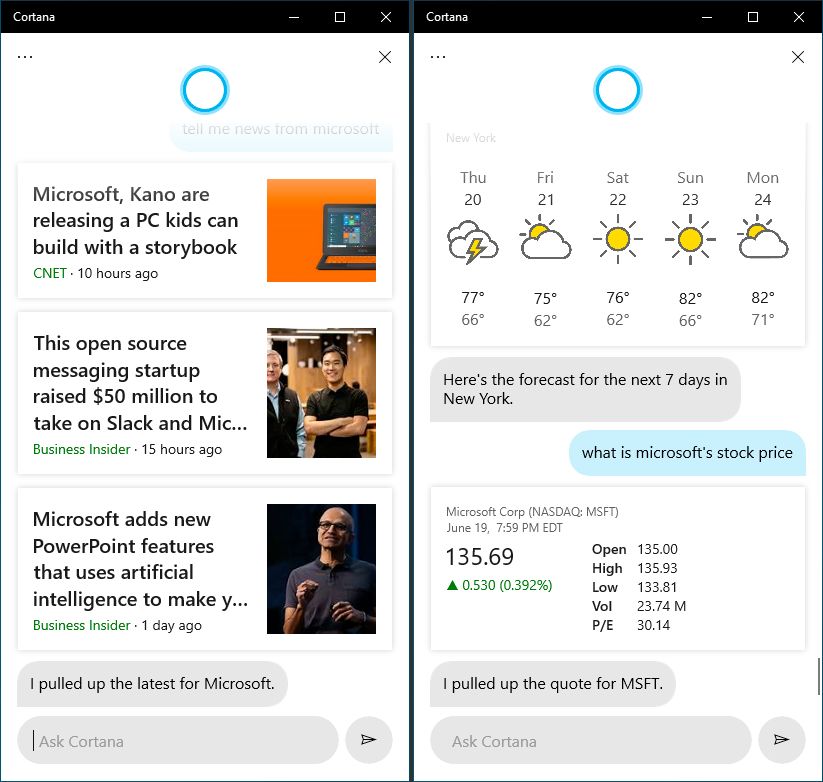 Cortana
...
tell me news from microsoft
Microsoft, Kano are
releasing a PC kids can
build with a storybook
CNET · 10 hours ago
This open source
messaging startup
raised $50 million to
take on Slack and Mic...
Business Insider · 15 hours ago
Microsoft adds new
PowerPoint features
that uses artificial
intelligence to make y...
Business Insider · 1 day ago
I pulled up the latest for Microsoft.
Ask Cortana
Cortana
...
New York
Thu Fri Sat Sun Mon
20 21 22 23 24
77° 75° 76° 82° 82°
66° 62° 62° 66° 71°
Here's the forecast for the next 7 days in
New York.
what is microsoft's stock price
Microsoft Corp (NASDAQ: MSFT)
June 19, 7:59 PM EDT
135.69
▲ 0.530 (0.392%)
Open 135.00
High 135.93
Low 133.81
Vol 23.74 M
P/E 30.14
I pulled up the quote for MSFT.
Ask Cortana